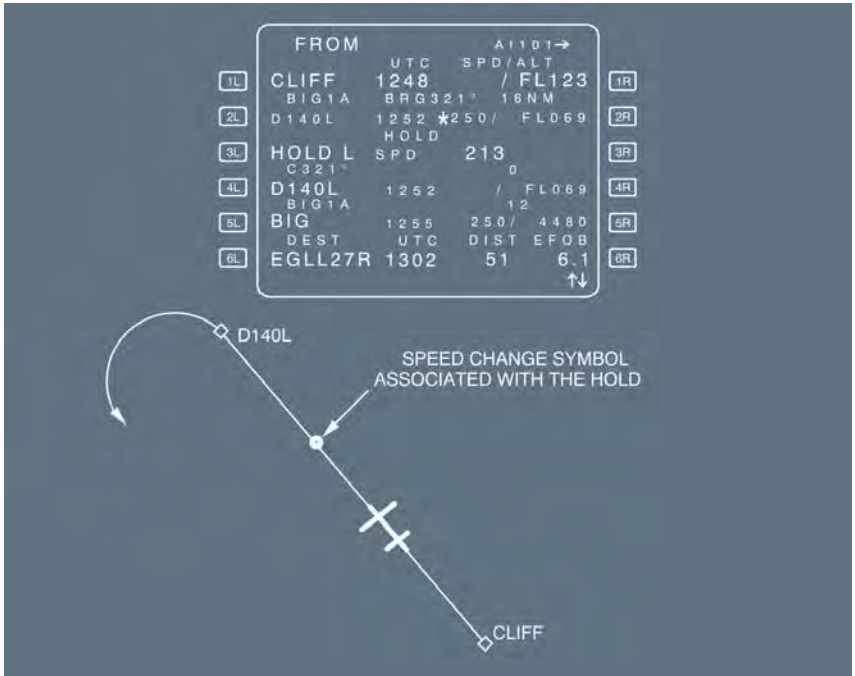 FROM AI101→
UTC SPD/ALT
1L CLIFF 1248 / FL123 1R
BIG1A BRG321° 16NM
2L D140L 1252 *250/ FL069 2R
HOLD
3L HOLD L SPD 213 3R
C321° 0
4L D140L 1252 / FL069 4R
BIG1A 12
5L BIG 1255 250/ 4480 5R
DEST UTC DIST EFOB
6L EGLL27R 1302 51 6.1 6R
↑↓
D140L
SPEED CHANGE SYMBOL
ASSOCIATED WITH THE HOLD
CLIFF